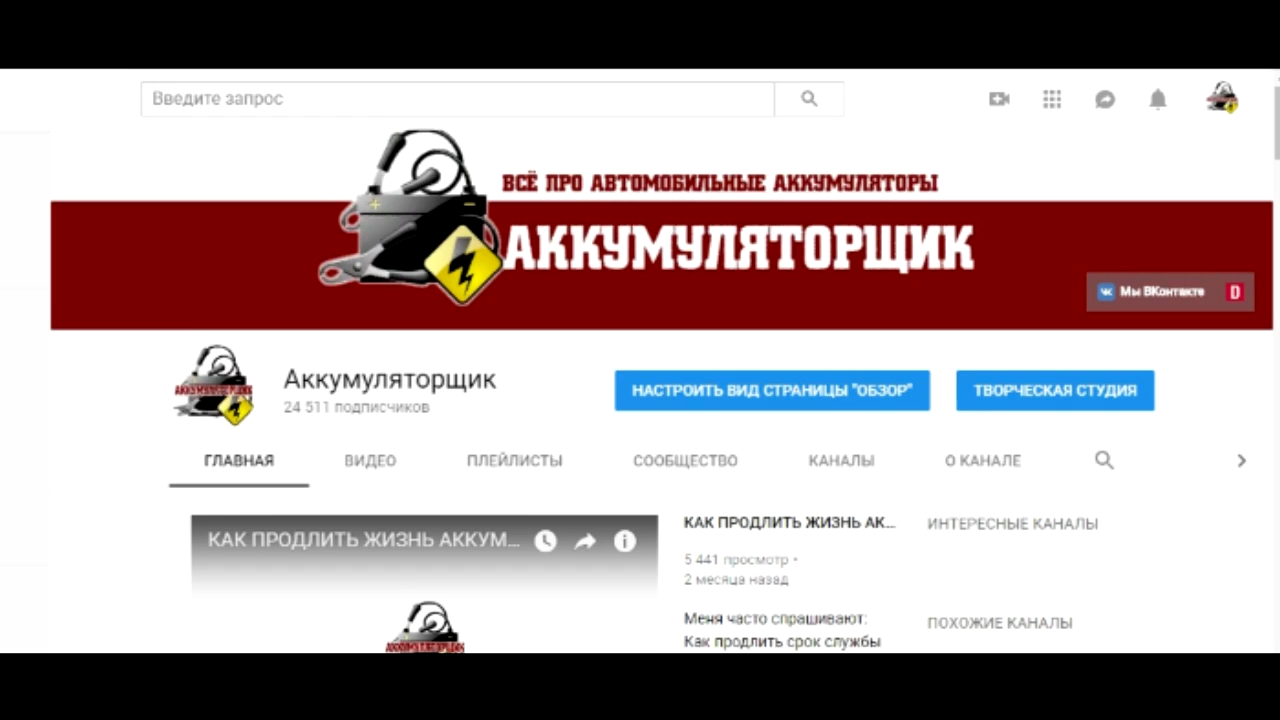 Введите запрос
ВСЁ ПРО АВТОМОБИЛЬНЫЕ АККУМУЛЯТОРЫ
АККУМУЛЯТОРЩИК
Мы ВКонтакте
АККУМУЛЯТОРЩИК
Аккумуляторщик
24 511 подписчиков
НАСТРОИТЬ ВИД СТРАНИЦЫ "ОБЗОР"
ТВОРЧЕСКАЯ СТУДИЯ
ГЛАВНАЯ
ВИДЕО
ПЛЕЙЛИСТЫ
СООБЩЕСТВО
КАНАЛЫ
О КАНАЛЕ
КАК ПРОДЛИТЬ ЖИЗНЬ АККУМ...
АККУМУЛЯТОРЩИК
КАК ПРОДЛИТЬ ЖИЗНЬ АК...
5 441 просмотр •
2 месяца назад
Меня часто спрашивают:
Как продлить срок службы
ИНТЕРЕСНЫЕ КАНАЛЫ
ПОХОЖИЕ КАНАЛЫ